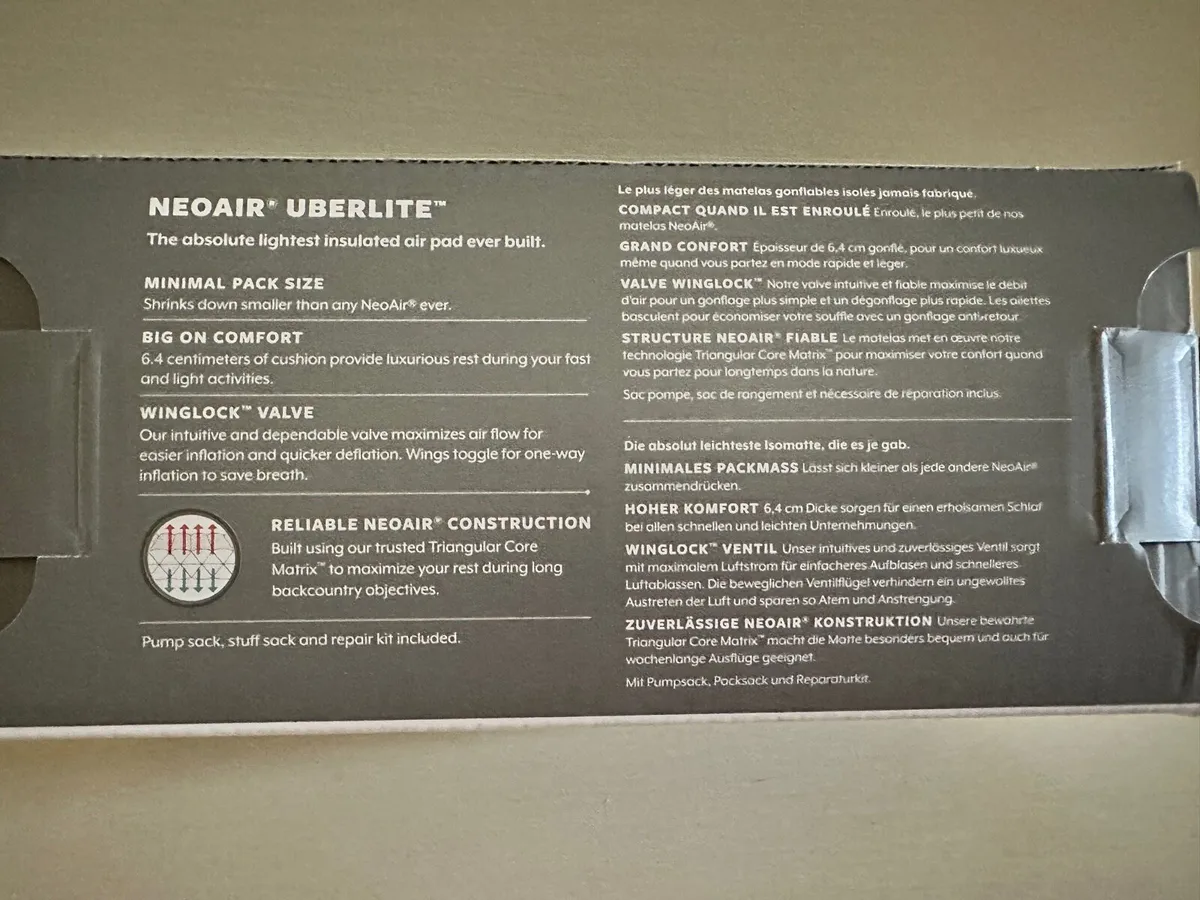 NEOAIR® UBERLITE™
The absolute lightest insulated air pad ever built.
MINIMAL PACK SIZE
Shrinks down smaller than any NeoAir® ever.
BIG ON COMFORT
6.4 centimeters of cushion provide luxurious rest during your fast
and light activities.
WINGLOCK™ VALVE
Our intuitive and dependable valve maximizes air flow for
easier inflation and quicker deflation. Wings toggle for one-way
inflation to save breath.
RELIABLE NEOAIR® CONSTRUCTION
Built using our trusted Triangular Core
Matrix™ to maximize your rest during long
backcountry objectives.
Pump sack, stuff sack and repair kit included.
Le plus léger des matelas gonflables isolés jamais fabriqué.
COMPACT QUAND IL EST ENROULÉ Enroulé, le plus petit de nos
matelas NeoAir®.
GRAND CONFORT Épaisseur de 6,4 cm gonflé, pour un confort luxueux
même quand vous partez en mode rapide et léger.
VALVE WINGLOCK™ Notre valve intuitive et fiable maximise le débit
d'air pour un gonflage plus simple et un dégonflage plus rapide. Les ailettes
basculent pour économiser votre souffle avec un gonflage anti-retour.
STRUCTURE NEOAIR® FIABLE Le matelas met en œuvre notre
technologie Triangular Core Matrix™ pour maximiser votre confort quand
vous partez pour longtemps dans la nature.
Sac pompe, sac de rangement et nécessaire de réparation inclus.
Die absolut leichteste Isomatte, die es je gab.
MINIMALES PACKMASS Lässt sich kleiner als jede andere NeoAir®
zusammendrücken.
HOHER KOMFORT 6,4 cm Dicke sorgen für einen erholsamen Schlaf
bei allen schnellen und leichten Unternehmungen.
WINGLOCK™ VENTIL Unser intuitives und zuverlässiges Ventil sorgt
mit maximalem Luftstrom für einfacheres Aufblasen und schnelleres
Luftablassen. Die beweglichen Ventilflügel verhindern ein ungewolltes
Austreten der Luft und sparen so Atem und Anstrengung.
ZUVERLÄSSIGE NEOAIR® KONSTRUKTION Unsere bewährte
Triangular Core Matrix™ macht die Matte besonders bequem und auch für
wochenlange Ausflüge geeignet.
Mit Pumpsack, Packsack und Reparaturkit.